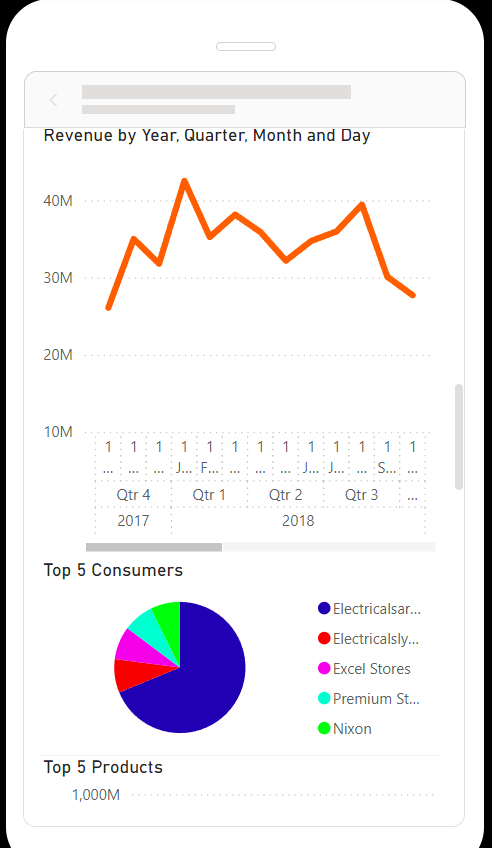 Revenue by Year, Quarter, Month and Day
40M
30M
20M
10M
1 1 1 1 1 1 1 1 1 1 1 1 1
... ... ... J... F... ... ... ... J... J... ... S... ...
Qtr 4 Qtr 1 Qtr 2 Qtr 3 ...
2017 2018
Top 5 Consumers
Electricalsar...
Electricalsly...
Excel Stores
Premium St...
Nixon
Top 5 Products
1,000M